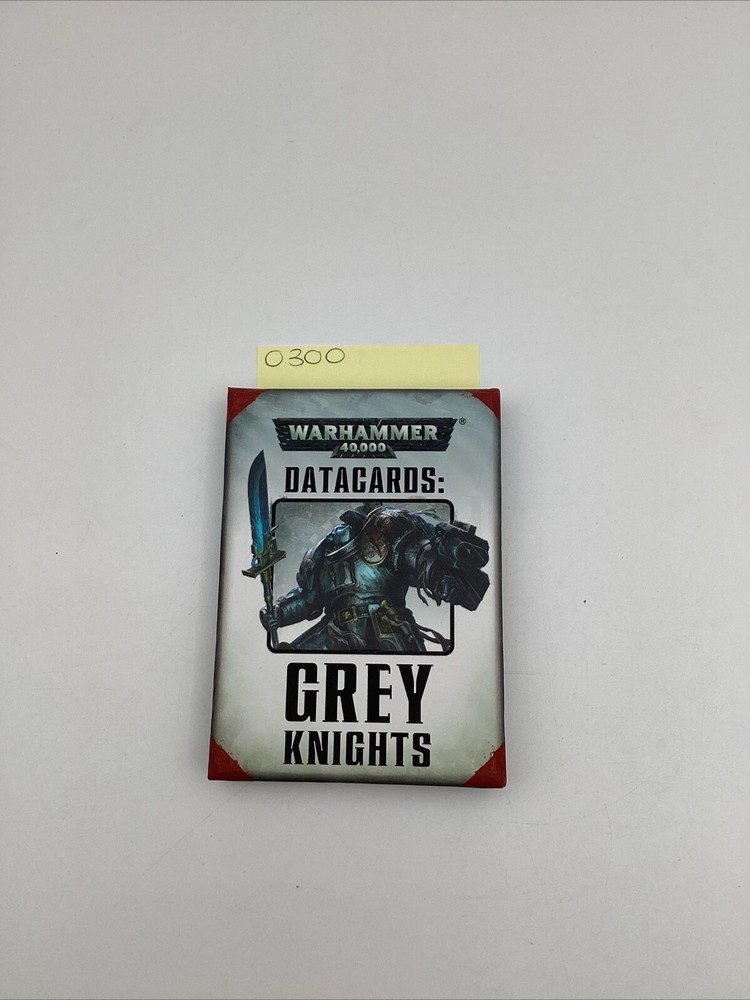 0300
WARHAMMER®
40,000
DATACARDS:
GREY
KNIGHTS